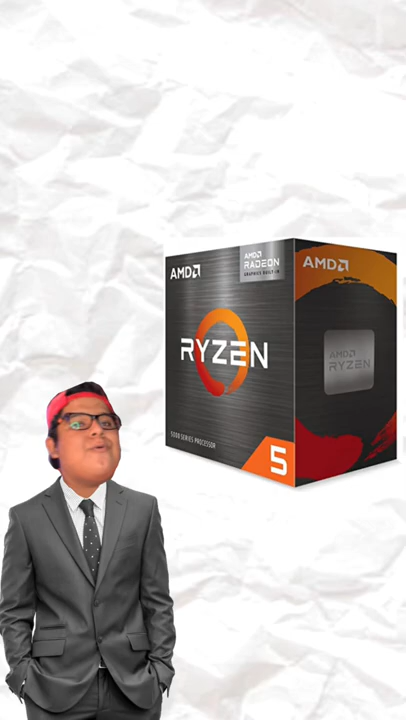 AMD
AMD
RADEON
GRAPHICS BUILT-IN
RYZEN
5000 SERIES PROCESSOR
5
AMD
AMD
RYZEN